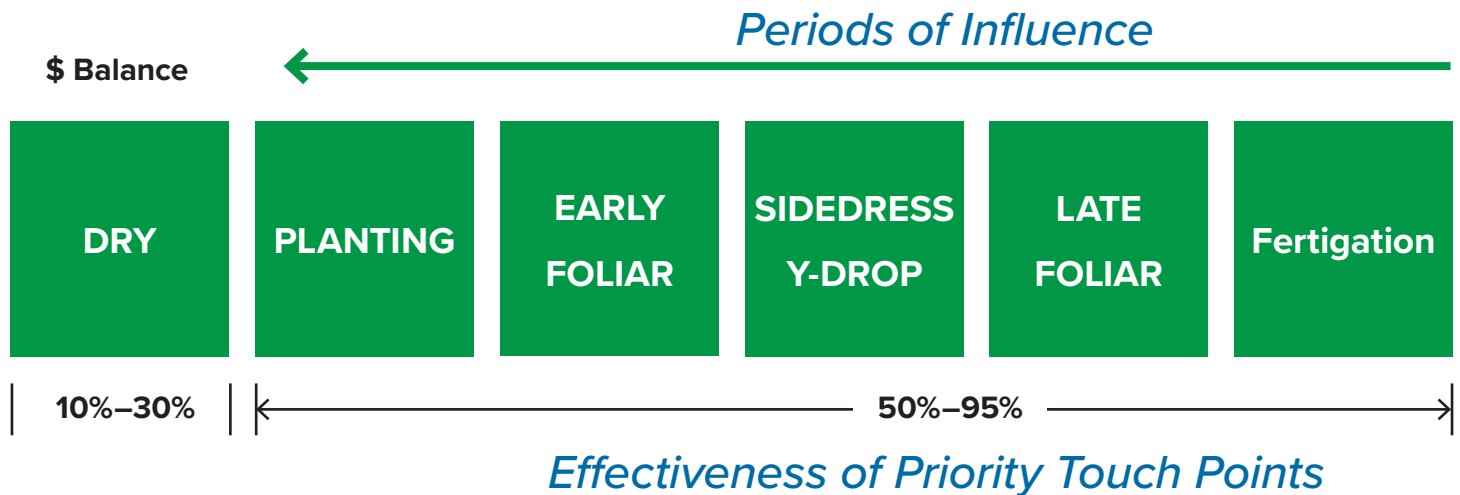 Periods of Influence
$ Balance
DRY
PLANTING
EARLY
FOLIAR
SIDEDRESS
Y-DROP
LATE
FOLIAR
Fertigation
10%–30%
50%–95%
Effectiveness of Priority Touch Points